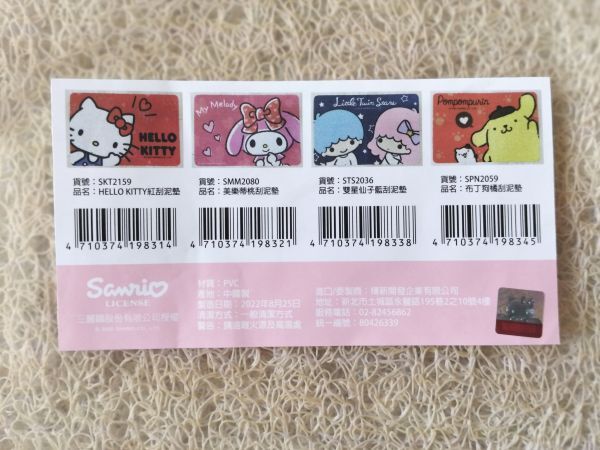 HELLO
KITTY
My Melody
Little Twin Stars
Pompompurin
貨號：SKT2159
品名：HELLO KITTY紅刮泥墊
4 710374 198314
貨號：SMM2080
品名：美樂蒂桃刮泥墊
4 710374 198321
貨號：STS2036
品名：雙星仙子藍刮泥墊
4 710374 198338
貨號：SPN2059
品名：布丁狗橘刮泥墊
4 710374 198345
Sanrio
LICENSE
三麗鷗股份有限公司授權
材質：PVC
產地：中國製
製造日期：2022年8月25日
清潔方式：一般清潔方式
警告：請遠離火源及高溫處
進口/委製商：樺新開發企業有限公司
地址：新北市土城區永豐路195巷2之10號4樓
服務電話：02-82456862
統一編號：80426339